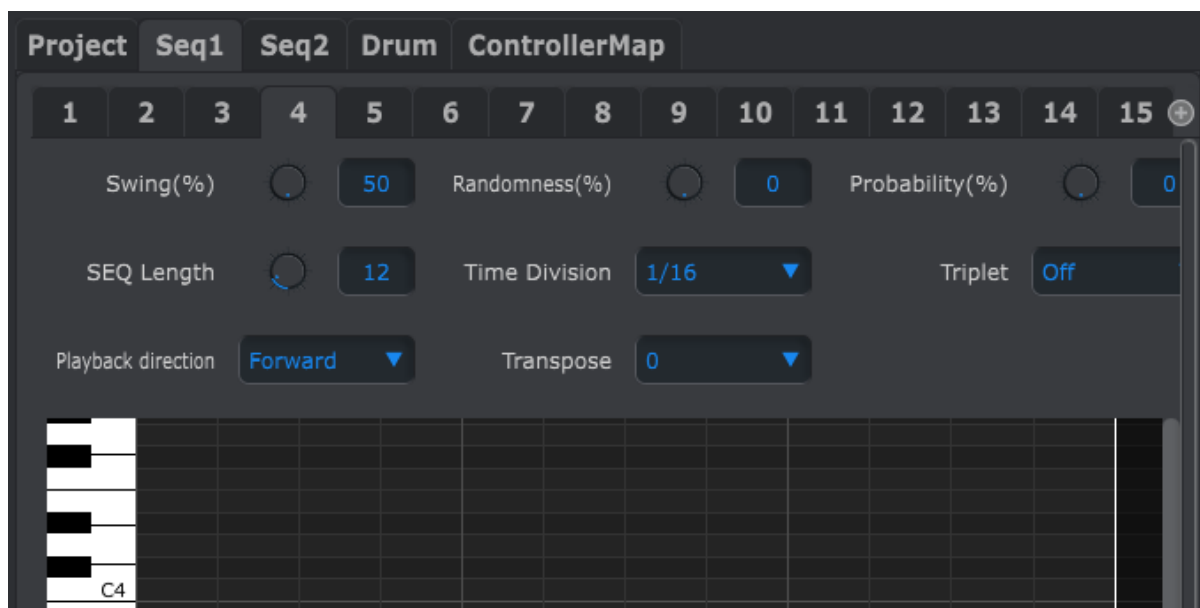 Project Seq1 Seq2 Drum ControllerMap
1 2 3 4 5 6 7 8 9 10 11 12 13 14 15
Swing(%) 50 Randomness(%) 0 Probability(%) 0
SEQ Length 12 Time Division 1/16 Triplet Off
Playback direction Forward Transpose 0
C4